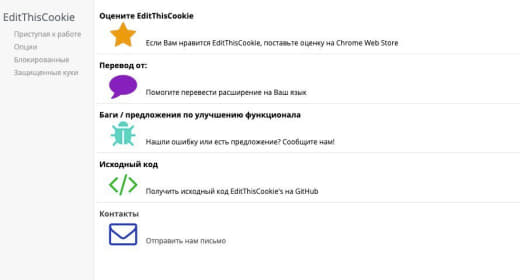 EditThisCookie
Приступая к работе
Опции
Блокированные
Защищенные куки
Оцените EditThisCookie
Если Вам нравится EditThisCookie, поставьте оценку на Chrome Web Store
Перевод от:
Помогите перевести расширение на Ваш язык
Баги / предложения по улучшению функционала
Нашли ошибку или есть предложение? Сообщите нам!
Исходный код
Получить исходный код EditThisCookie's на GitHub
Контакты
Отправить нам письмо